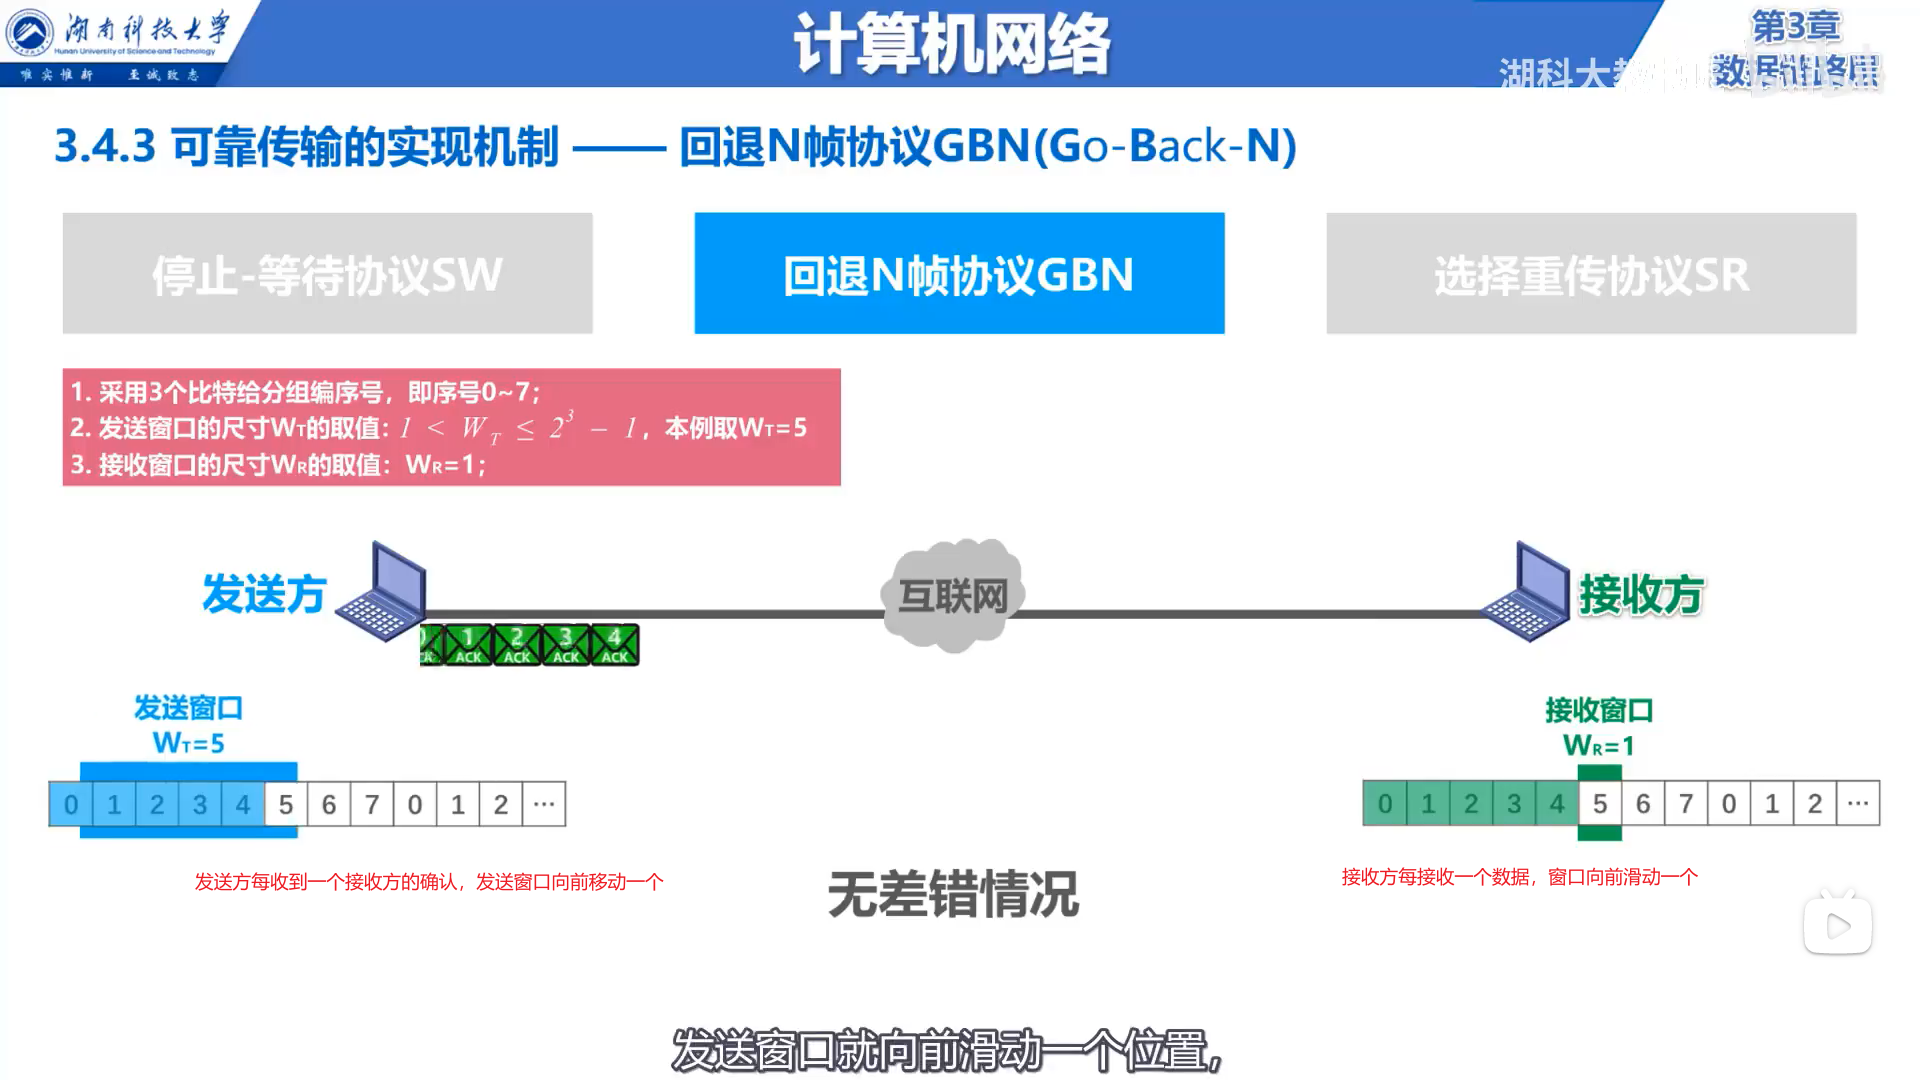 湖南科技大学
Hunan University of Science and Technology
唯实惟新 至诚致志
计算机网络
第3章
数据链路层
湖科大教书匠
3.4.3 可靠传输的实现机制 —— 回退N帧协议GBN(Go-Back-N)
停止-等待协议SW
回退N帧协议GBN
选择重传协议SR
1. 采用3个比特给分组编序号，即序号0~7；
2. 发送窗口的尺寸WT的取值：1 < W T ≤ 2³ − 1，本例取WT=5
3. 接收窗口的尺寸WR的取值：WR=1；
发送方
互联网
接收方
1 2 3 4
ACK ACK ACK ACK
发送窗口
WT=5
0 1 2 3 4 5 6 7 0 1 2 ···
接收窗口
WR=1
0 1 2 3 4 5 6 7 0 1 2 ···
发送方每收到一个接收方的确认，发送窗口向前移动一个
无差错情况
接收方每接收一个数据，窗口向前滑动一个
发送窗口就向前滑动一个位置，